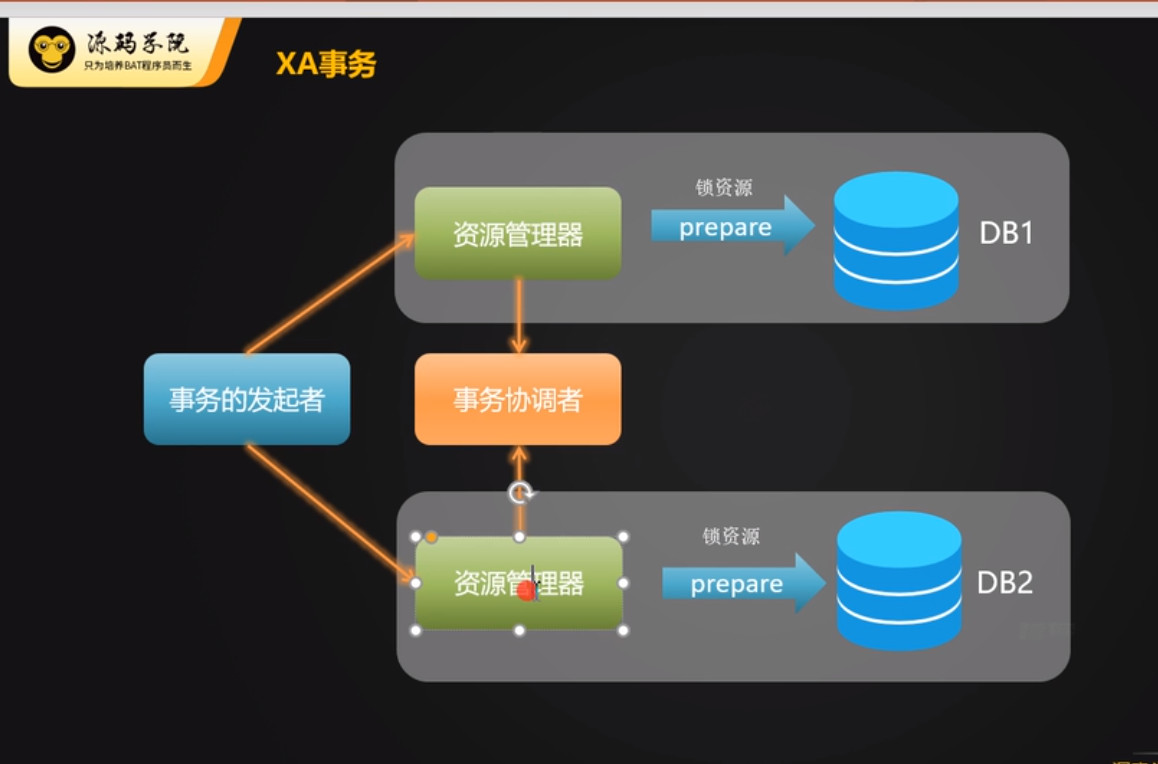 源码学院
只为培养BAT程序员而生
XA事务
锁资源
资源管理器
prepare
DB1
事务的发起者
事务协调者
锁资源
资源管理器
prepare
DB2